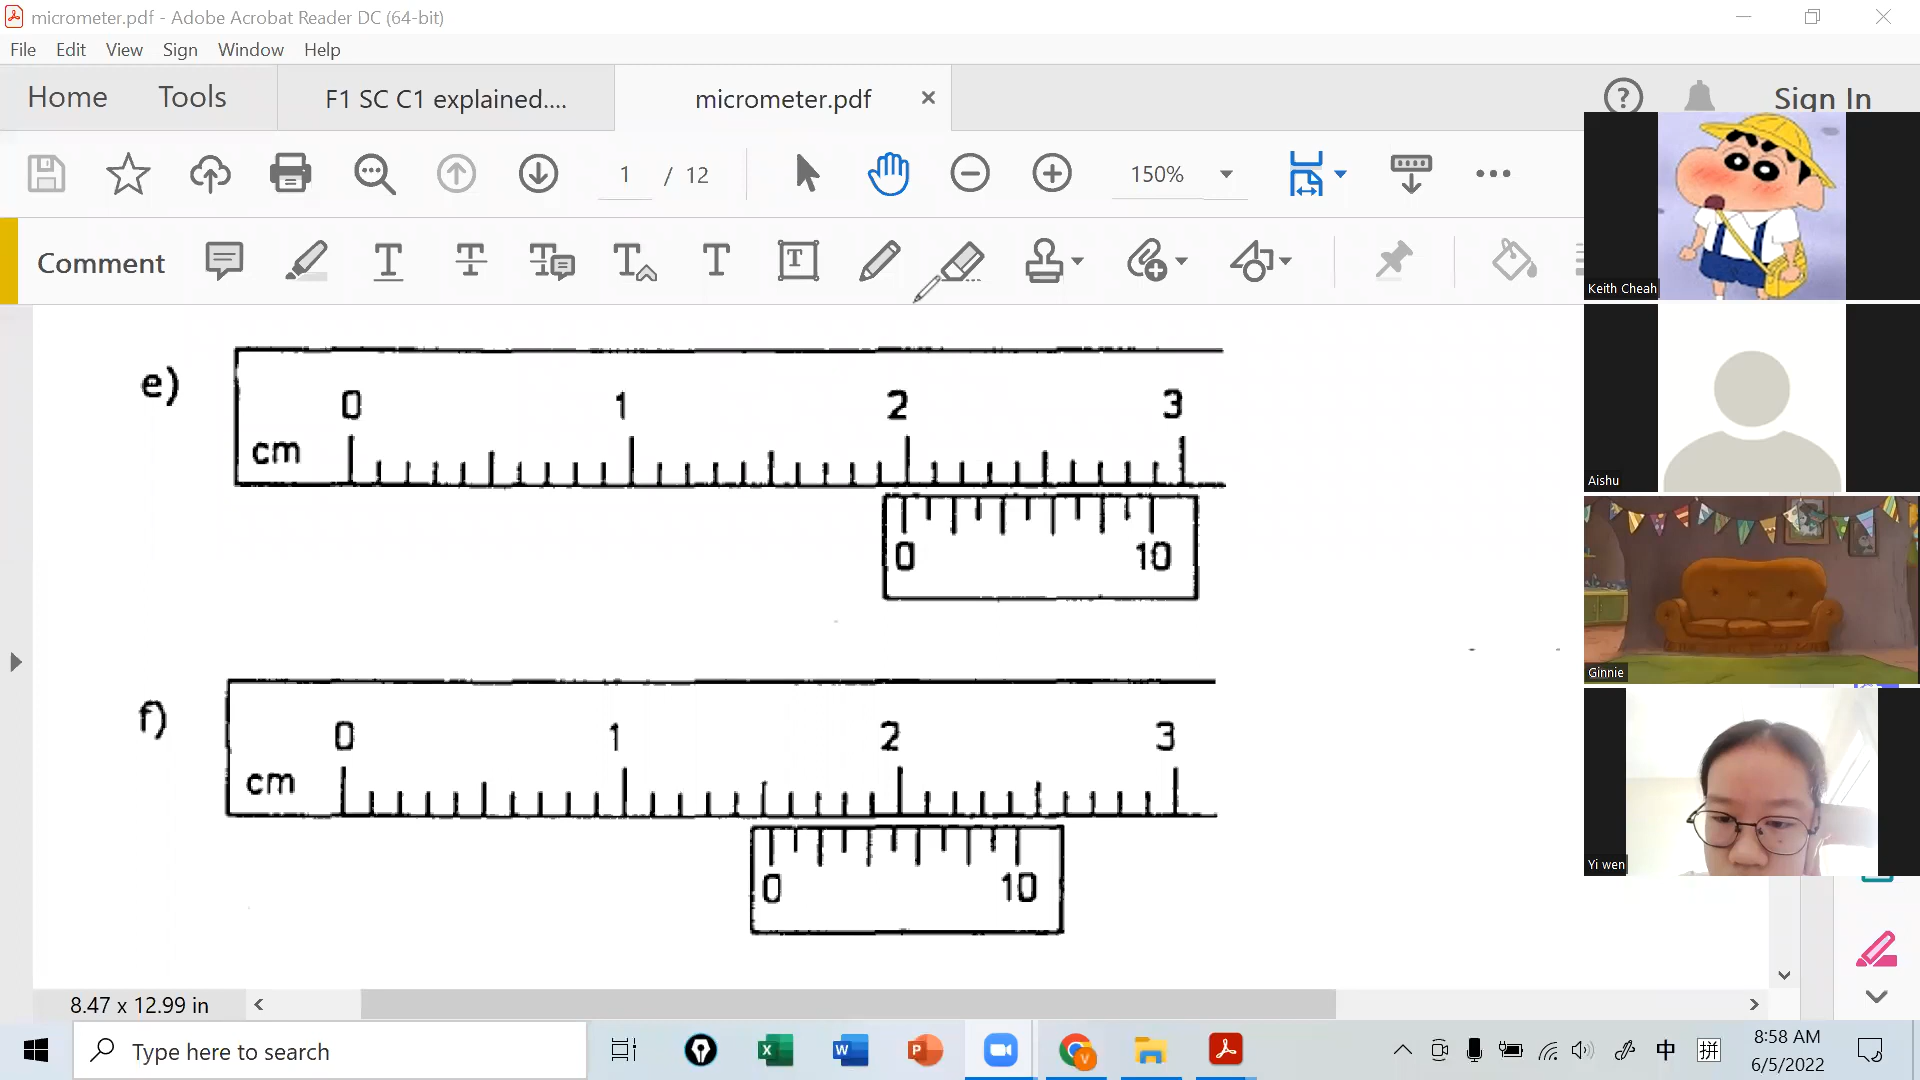 micrometer.pdf - Adobe Acrobat Reader DC (64-bit)
File Edit View Sign Window Help
Home Tools F1 SC C1 explained.... micrometer.pdf Sign In
1 / 12 150%
Comment
Keith Cheah
e)
0 1 2 3
cm
Aishu
0 10
Ginnie
f)
0 1 2 3
cm
Yi wen
0 10
8.47 x 12.99 in
Type here to search
中 拼
8:58 AM
6/5/2022